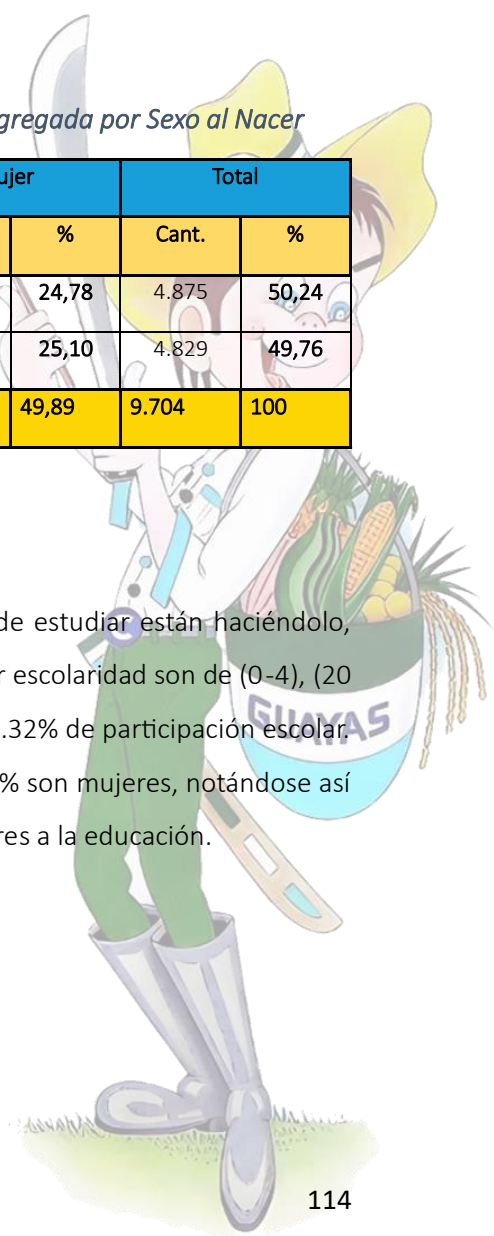 gregada por Sexo al Nacer
ujer Total
% Cant. %
24,78 4.875 50,24
25,10 4.829 49,76
49,89 9.704 100
de estudiar están haciéndolo,
r escolaridad son de (0-4), (20
.32% de participación escolar.
% son mujeres, notándose así
res a la educación.
GUAYAS
114